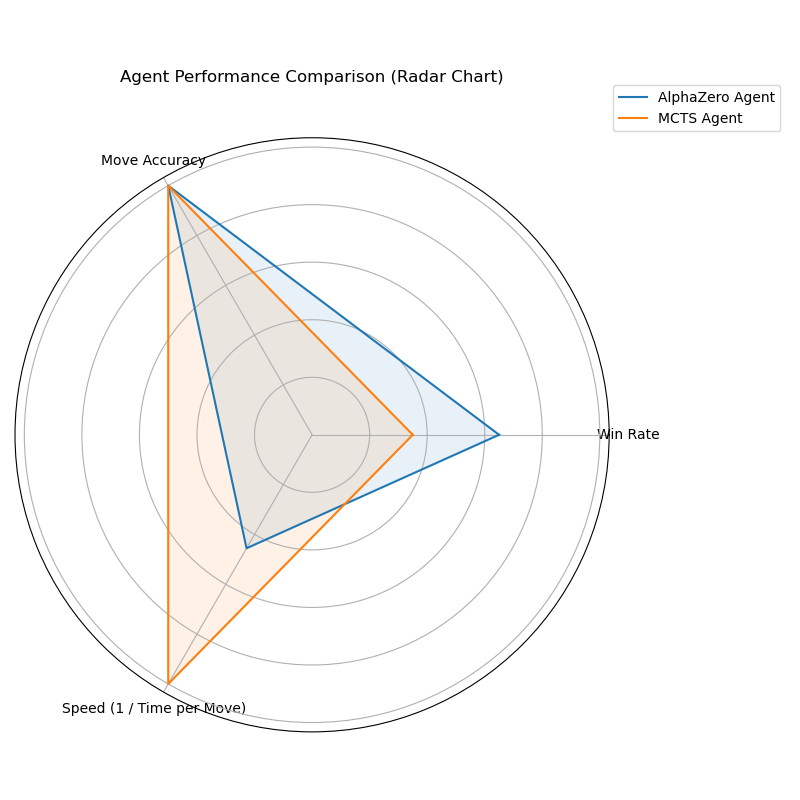 Agent Performance Comparison (Radar Chart)
AlphaZero Agent
MCTS Agent
Move Accuracy
Win Rate
Speed (1 / Time per Move)